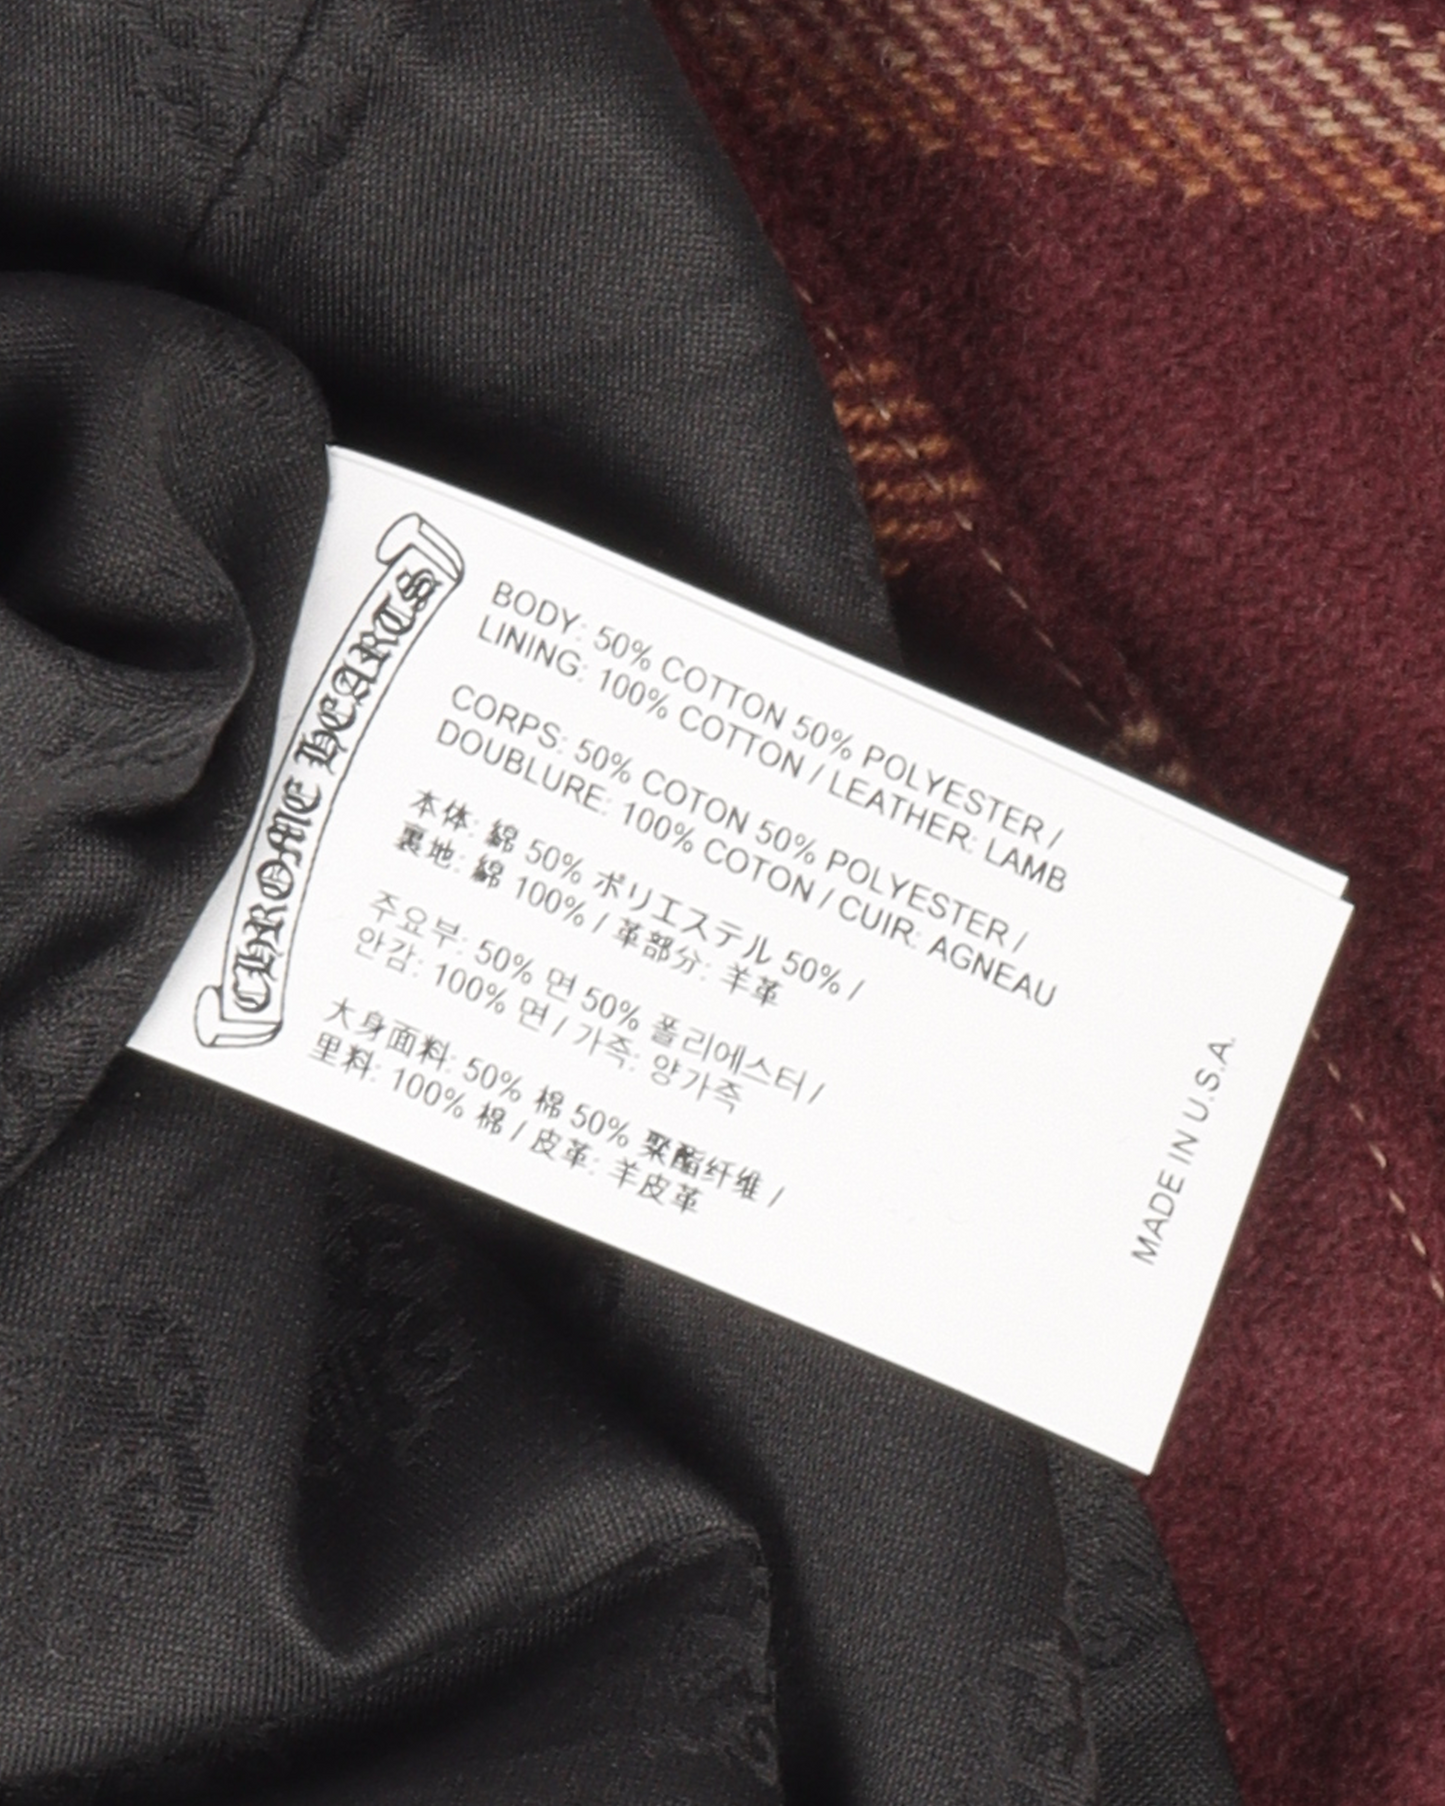 CHROME HEARTS
BODY: 50% COTTON 50% POLYESTER /
LINING: 100% COTTON / LEATHER: LAMB
CORPS: 50% COTON 50% POLYESTER /
DOUBLURE: 100% COTON / CUIR: AGNEAU
本体: 綿 50% ポリエステル 50% /
裏地: 綿 100% / 革部分: 羊革
주요부: 50% 면 50% 폴리에스터 /
안감: 100% 면 / 가죽: 양가죽
大身面料: 50% 棉 50% 聚酯纤维 /
里料: 100% 棉 / 皮革: 羊皮革
MADE IN U.S.A.